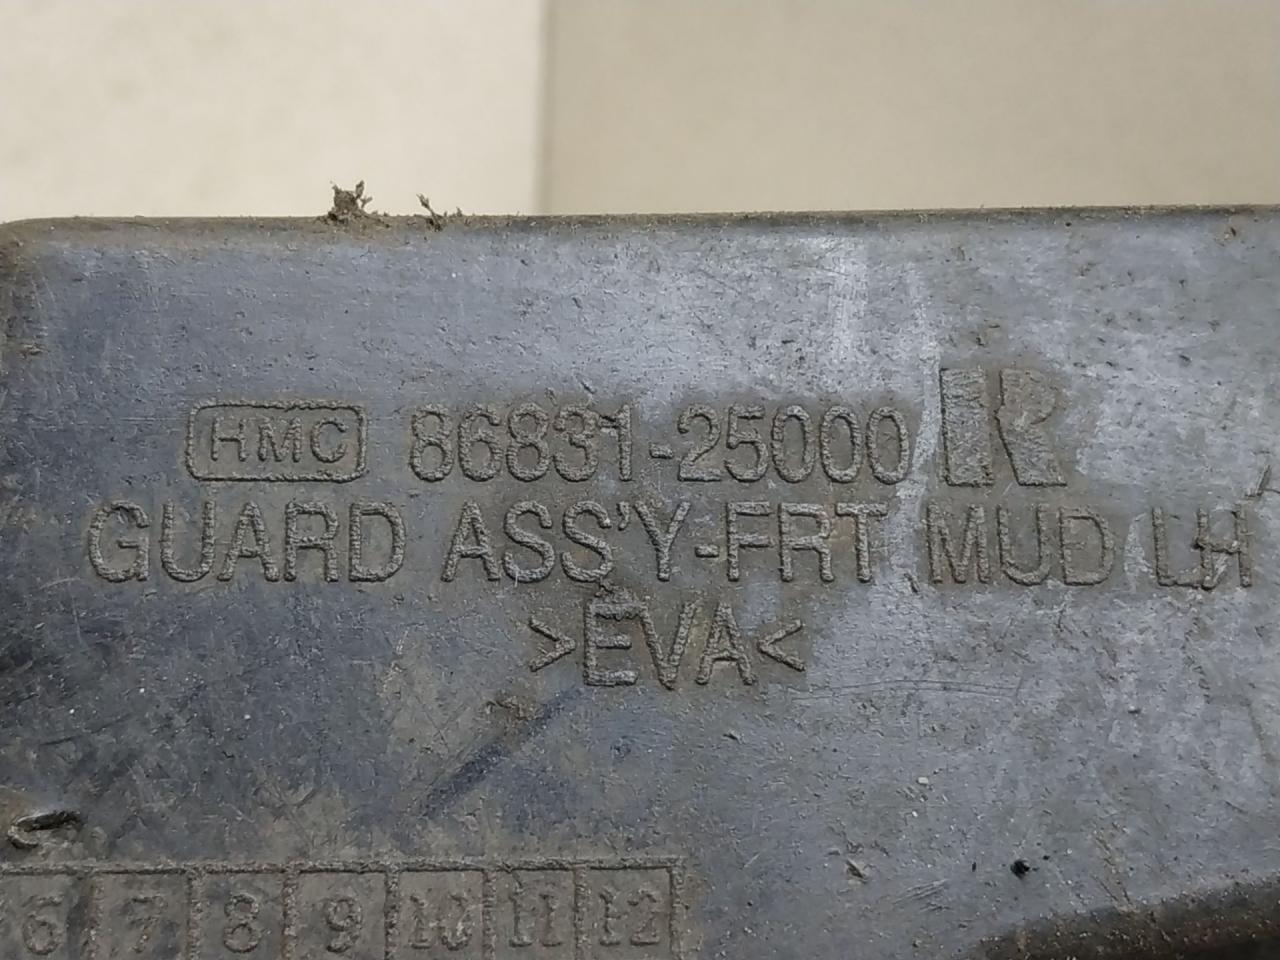 HMC 86831-25000 R
GUARD ASS'Y-FRT MUD LH
>EVA<
6 7 8 9 10 11 12